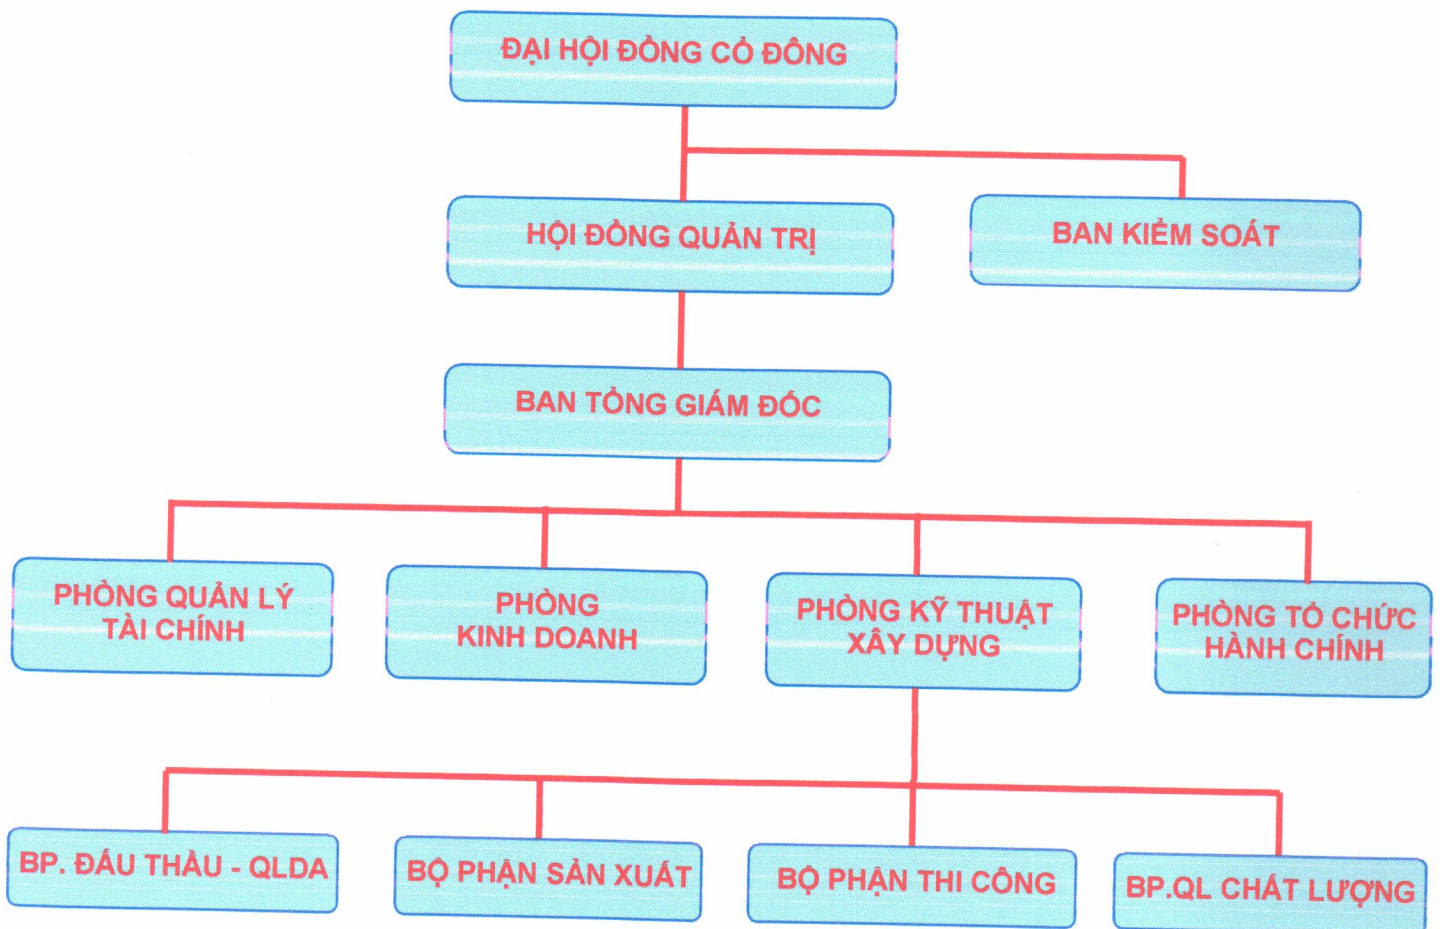 ĐẠI HỘI ĐỒNG CỔ ĐÔNG
HỘI ĐỒNG QUẢN TRỊ
BAN KIỂM SOÁT
BAN TỔNG GIÁM ĐỐC
PHÒNG QUẢN LÝ
TÀI CHÍNH
PHÒNG
KINH DOANH
PHÒNG KỸ THUẬT
XÂY DỰNG
PHÒNG TỔ CHỨC
HÀNH CHÍNH
BP. ĐẤU THẦU - QLDA
BỘ PHẬN SẢN XUẤT
BỘ PHẬN THI CÔNG
BP.QL CHẤT LƯỢNG